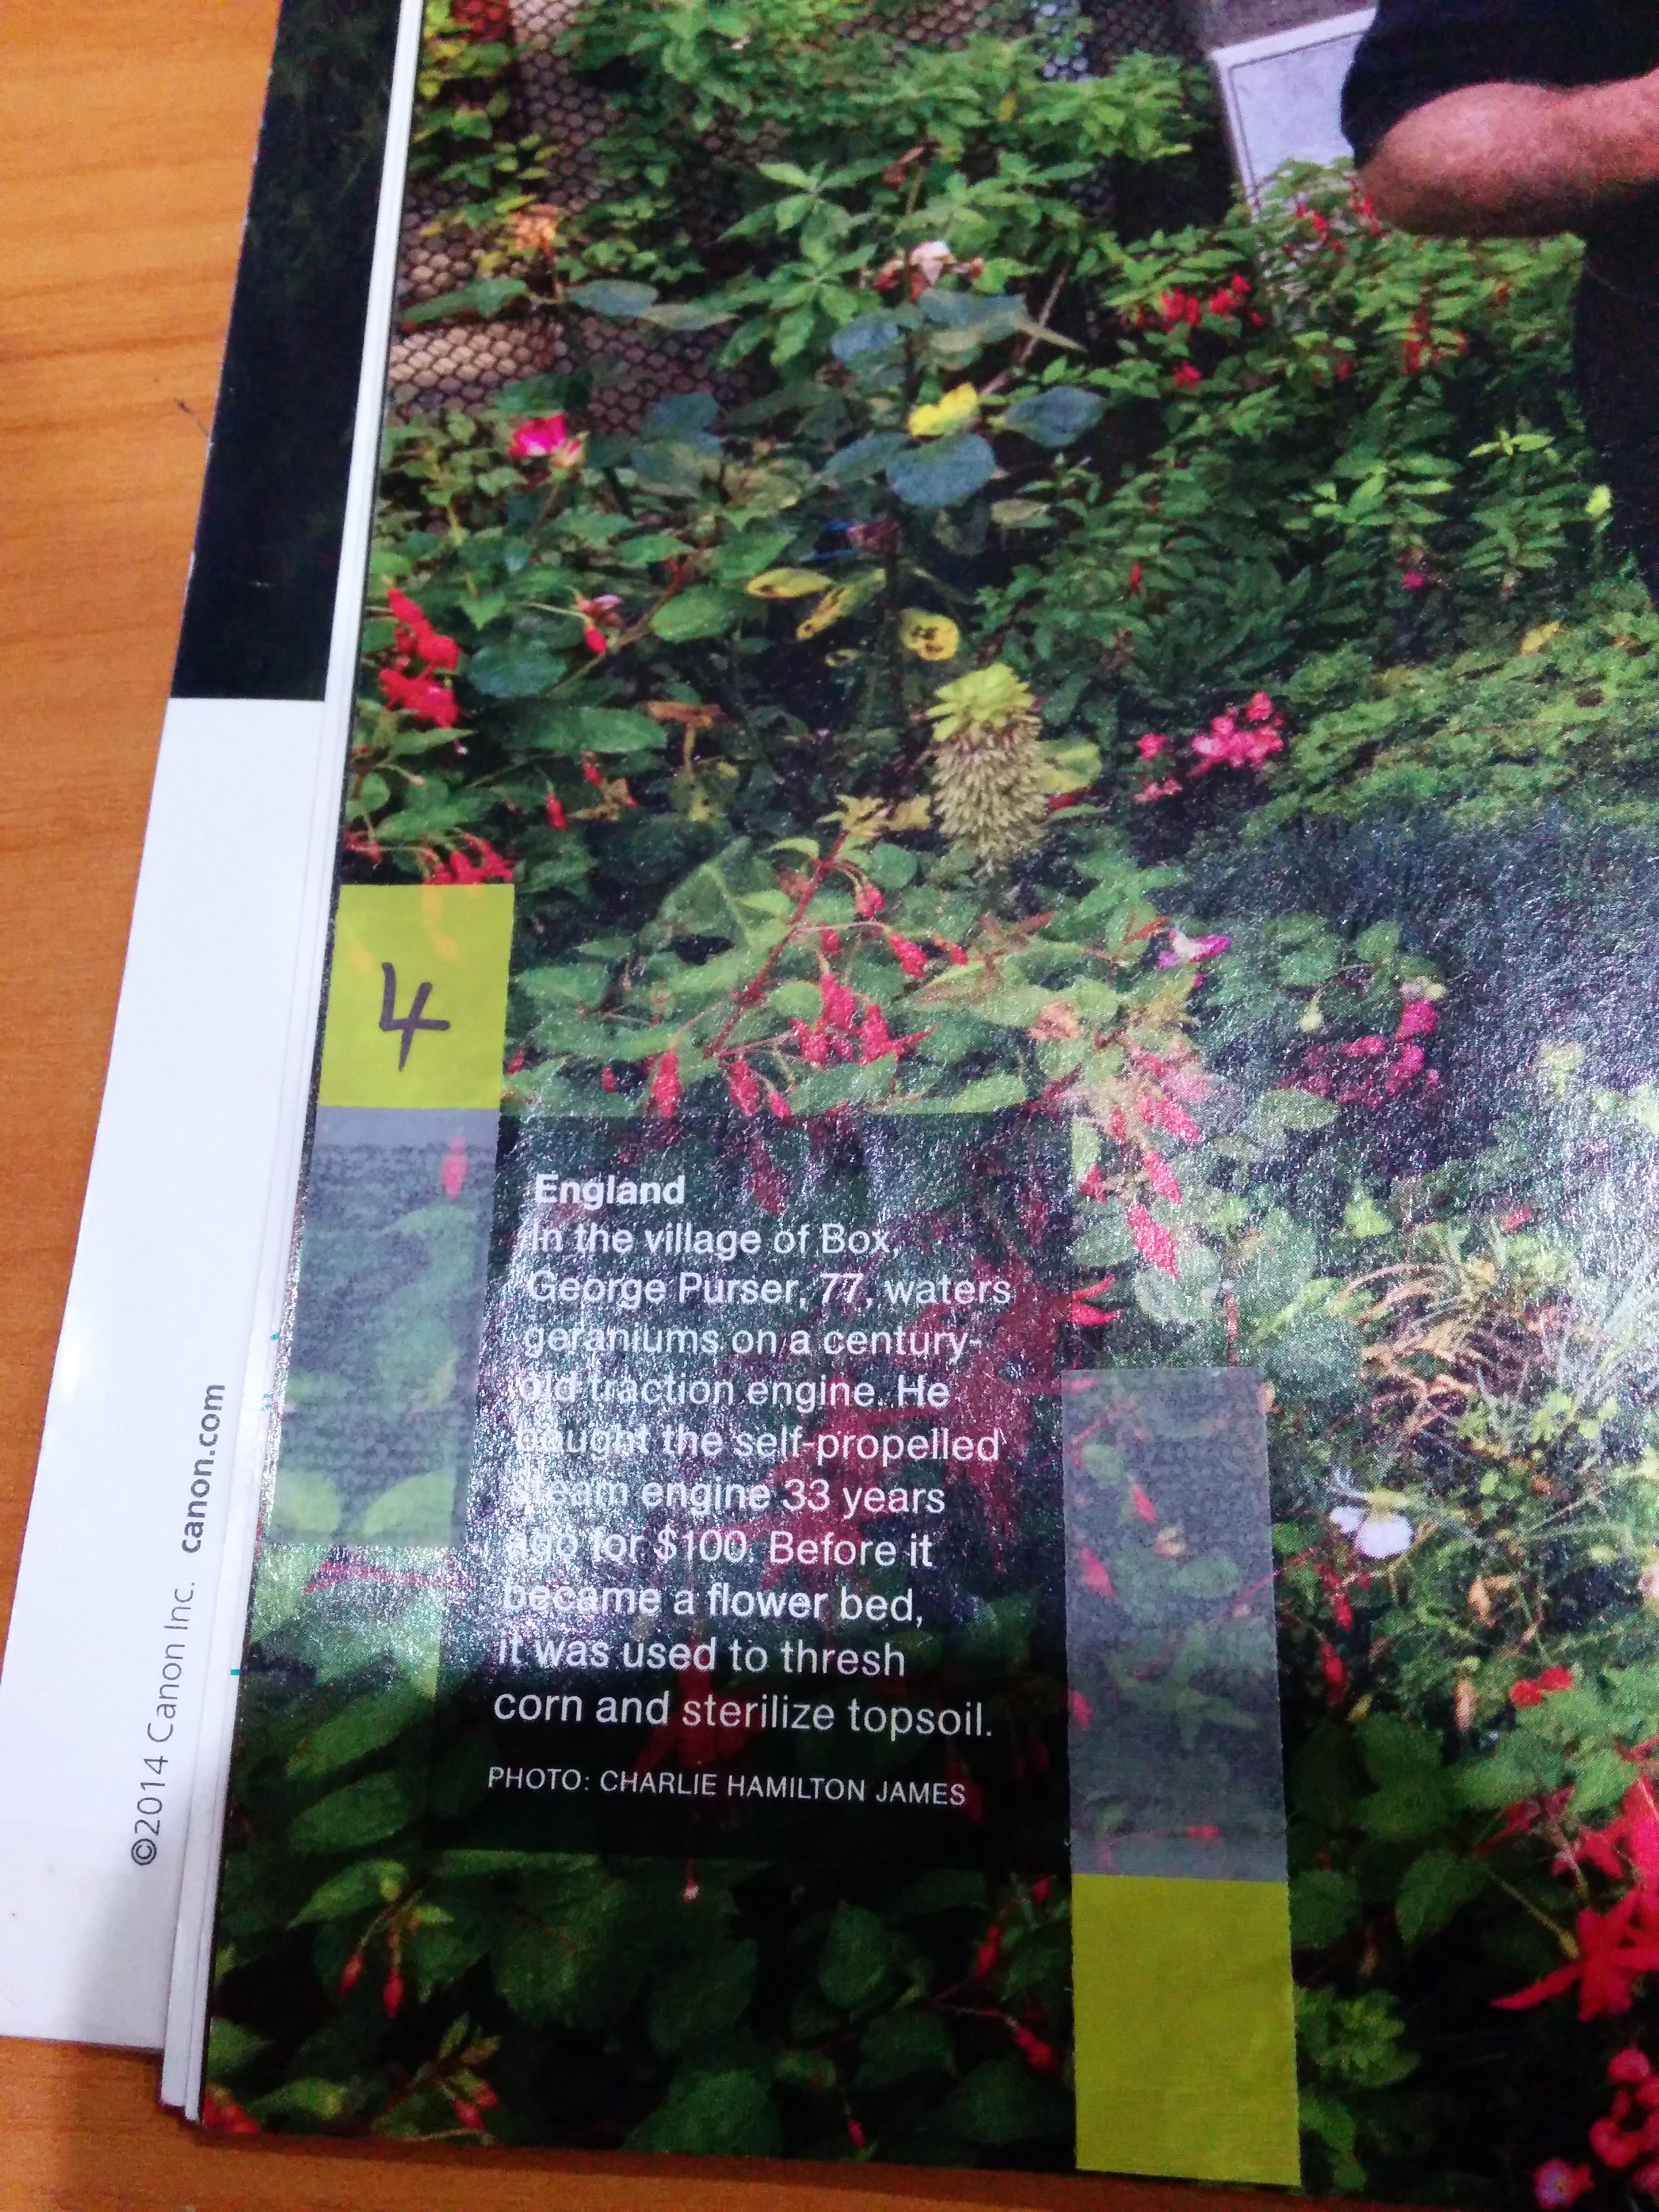 4
England
In the village of Box,
George Purser, 77, waters
geraniums on a century-
old traction engine. He
bought the self-propelled
steam engine 33 years
ago for $100. Before it
became a flower bed,
it was used to thresh
corn and sterilize topsoil.
PHOTO: CHARLIE HAMILTON JAMES
©2014 Canon Inc. canon.com